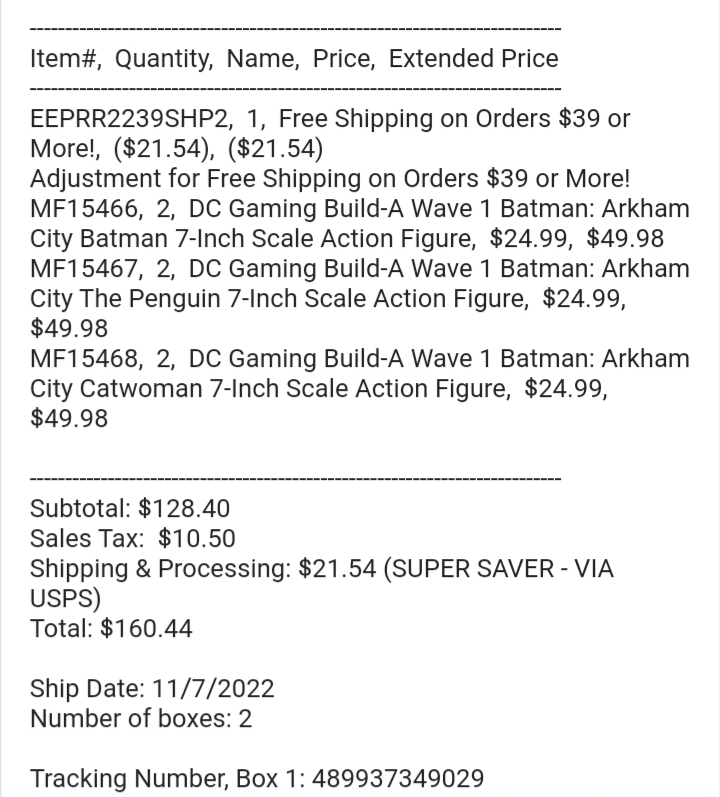 ---------------------------------------------------------------------------
Item#,  Quantity,  Name,  Price,  Extended Price
---------------------------------------------------------------------------
EEPRR2239SHP2,  1,  Free Shipping on Orders $39 or
More!,  ($21.54),  ($21.54)
Adjustment for Free Shipping on Orders $39 or More!
MF15466,  2,  DC Gaming Build-A Wave 1 Batman: Arkham
City Batman 7-Inch Scale Action Figure,  $24.99,  $49.98
MF15467,  2,  DC Gaming Build-A Wave 1 Batman: Arkham
City The Penguin 7-Inch Scale Action Figure,  $24.99,
$49.98
MF15468,  2,  DC Gaming Build-A Wave 1 Batman: Arkham
City Catwoman 7-Inch Scale Action Figure,  $24.99,
$49.98
---------------------------------------------------------------------------
Subtotal: $128.40
Sales Tax:  $10.50
Shipping & Processing: $21.54 (SUPER SAVER - VIA
USPS)
Total: $160.44
Ship Date: 11/7/2022
Number of boxes: 2
Tracking Number, Box 1: 489937349029